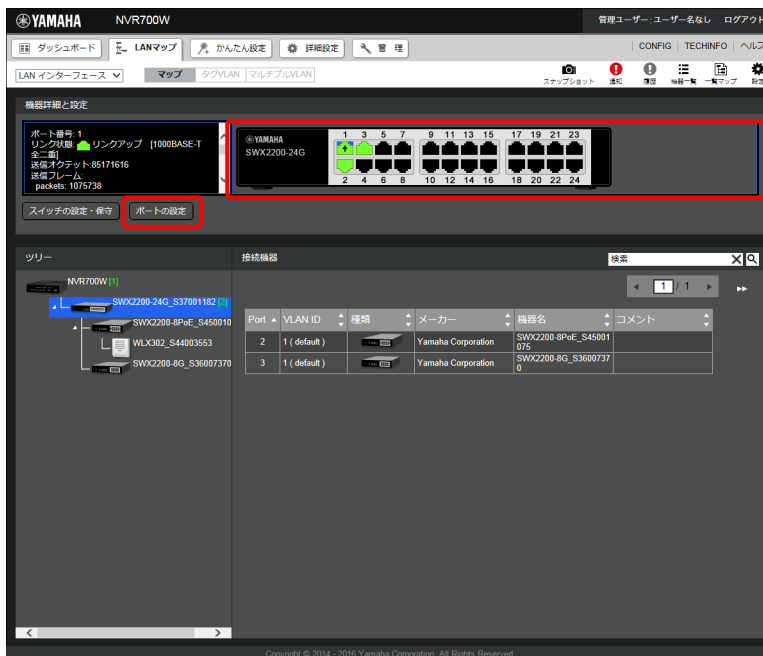 YAMAHA NVR700W 管理ユーザー:ユーザー名なし ログアウト
ダッシュボード LANマップ かんたん設定 詳細設定 管 理 CONFIG TECHINFO
LAN インターフェース マップ タグVLAN マルチプルVLAN スナップショット 通知 履歴 機器一覧 一覧マップ 設定
機器詳細と設定
ポート番号: 1
リンク状態: リンクアップ [1000BASE-T
全二重]
送信オクテット:85171616
送信フレーム:
packets: 1075738
YAMAHA
SWX2200-24G
1 3 5 7 9 11 13 15 17 19 21 23
2 4 6 8 10 12 14 16 18 20 22 24
スイッチの設定・保守 ポートの設定
ツリー
NVR700W [1]
SWX2200-24G_S37001182 [2]
SWX2200-8PoE_S450010
WLX302_S44003553
SWX2200-8G_S36007370
接続機器 検索
1 / 1
Port VLAN ID 種類 メーカー 機器名 コメント
2 1 ( default ) Yamaha Corporation SWX2200-8PoE_S45001
075
3 1 ( default ) Yamaha Corporation SWX2200-8G_S3600737
0
Copyright © 2014 - 2016 Yamaha Corporation. All Rights Reserved.